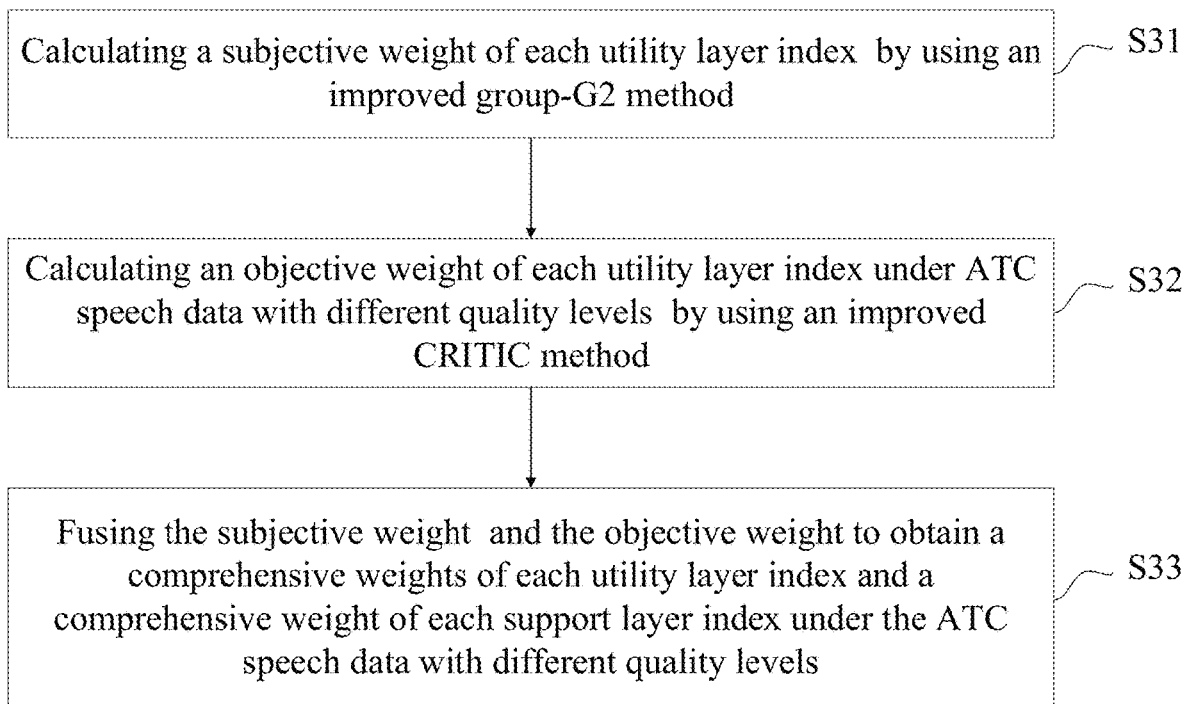 Calculating a subjective weight of each utility layer index by using an
improved group-G2 method
S31
Calculating an objective weight of each utility layer index under ATC
speech data with different quality levels by using an improved
CRITIC method
S32
Fusing the subjective weight and the objective weight to obtain a
comprehensive weights of each utility layer index and a
comprehensive weight of each support layer index under the ATC
speech data with different quality levels
S33